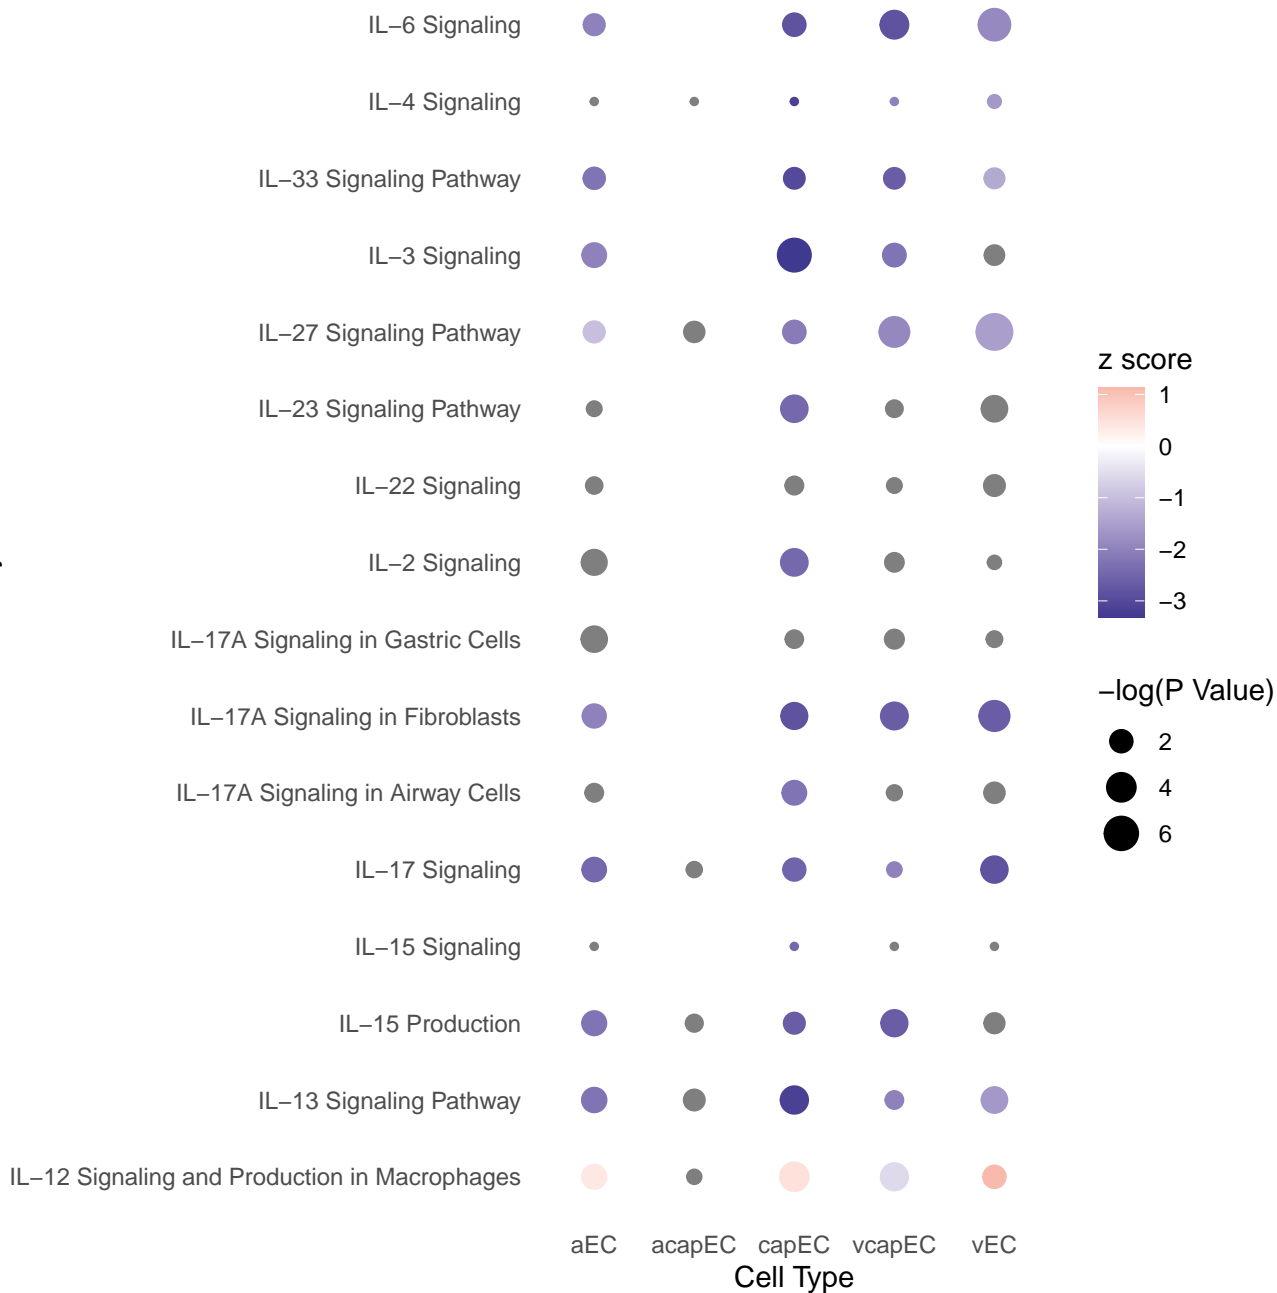 IL−6 Signaling
IL−4 Signaling
IL−33 Signaling Pathway
IL−3 Signaling
IL−27 Signaling Pathway
IL−23 Signaling Pathway
IL−22 Signaling
IL−2 Signaling
IL−17A Signaling in Gastric Cells
IL−17A Signaling in Fibroblasts
IL−17A Signaling in Airway Cells
IL−17 Signaling
IL−15 Signaling
IL−15 Production
IL−13 Signaling Pathway
IL−12 Signaling and Production in Macrophages
aEC acapEC capEC vcapEC vEC
Cell Type
z score
1
0
−1
−2
−3
−log(P Value)
2
4
6